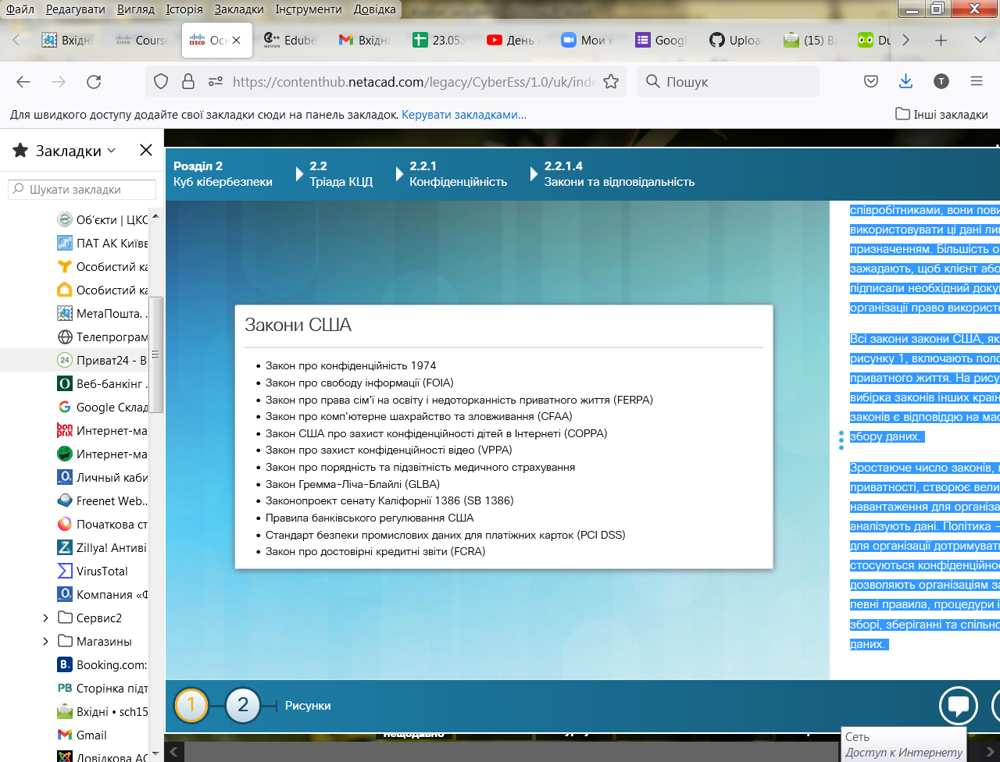 Файл Редагувати Вигляд Історія Закладки Інструменти Довідка
Вхідні Course Осн Edube Вхідні 23.05. День Мои к Googl Uploa (15) В Du
https://contenthub.netacad.com/legacy/CyberEss/1.0/uk/inde
Пошук
Для швидкого доступу додайте свої закладки сюди на панель закладок. Керувати закладками...
Інші закладки
Закладки
Шукати закладки
Об'єкти | ЦКС
ПАТ АК Київв
Особистий ка
Особистий ка
МетаПошта. .
Телепрограм
Приват24 - В
Веб-банкінг .
Google Склад
Интернет-ма
Интернет-ма
Личный каби
Freenet Web..
Початкова ст
Zillya! Антиві
VirusTotal
Компания «Ф
Сервис2
Магазины
Booking.com:
Сторінка підт
Вхідні • sch15
Gmail
Довідкова АС
Розділ 2
Куб кібербезпеки
2.2
Тріада КЦД
2.2.1
Конфіденційність
2.2.1.4
Закони та відповідальність
Закони США
• Закон про конфіденційність 1974
• Закон про свободу інформації (FOIA)
• Закон про права сім'ї на освіту і недоторканність приватного життя (FERPA)
• Закон про комп'ютерне шахрайство та зловживання (CFAA)
• Закон США про захист конфіденційності дітей в Інтернеті (COPPA)
• Закон про захист конфіденційності відео (VPPA)
• Закон про порядність та підзвітність медичного страхування
• Закон Гремма-Ліча-Блайлі (GLBA)
• Законопроект сенату Каліфорнії 1386 (SB 1386)
• Правила банківського регулювання США
• Стандарт безпеки промислових даних для платіжних карток (PCI DSS)
• Закон про достовірні кредитні звіти (FCRA)
співробітниками, вони пови
використовувати ці дані ли
призначенням. Більшість о
зажадають, щоб клієнт або
підписали необхідний доку
організації право використо
Всі закони закони США, як
рисунку 1, включають поло
приватного життя. На рису
вибірка законів інших країн
законів є відповіддю на мас
збору даних.
Зростаюче число законів, 
приватності, створює вели
навантаження для організа
аналізують дані. Політика -
для організації дотримуват
стосуються конфіденційнос
дозволяють організаціям за
певні правила, процедури і
зборі, зберіганні та спільно
даних.
1 2 Рисунки
нещодавно
Сеть
Доступ к Интернету